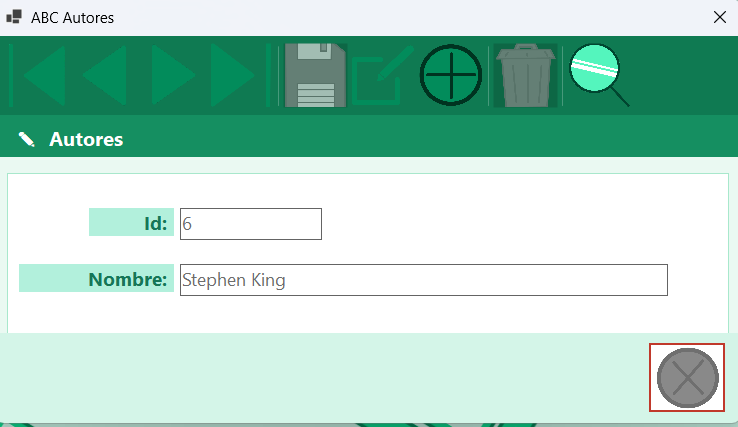 ABC Autores
Autores
Id: 6
Nombre: Stephen King